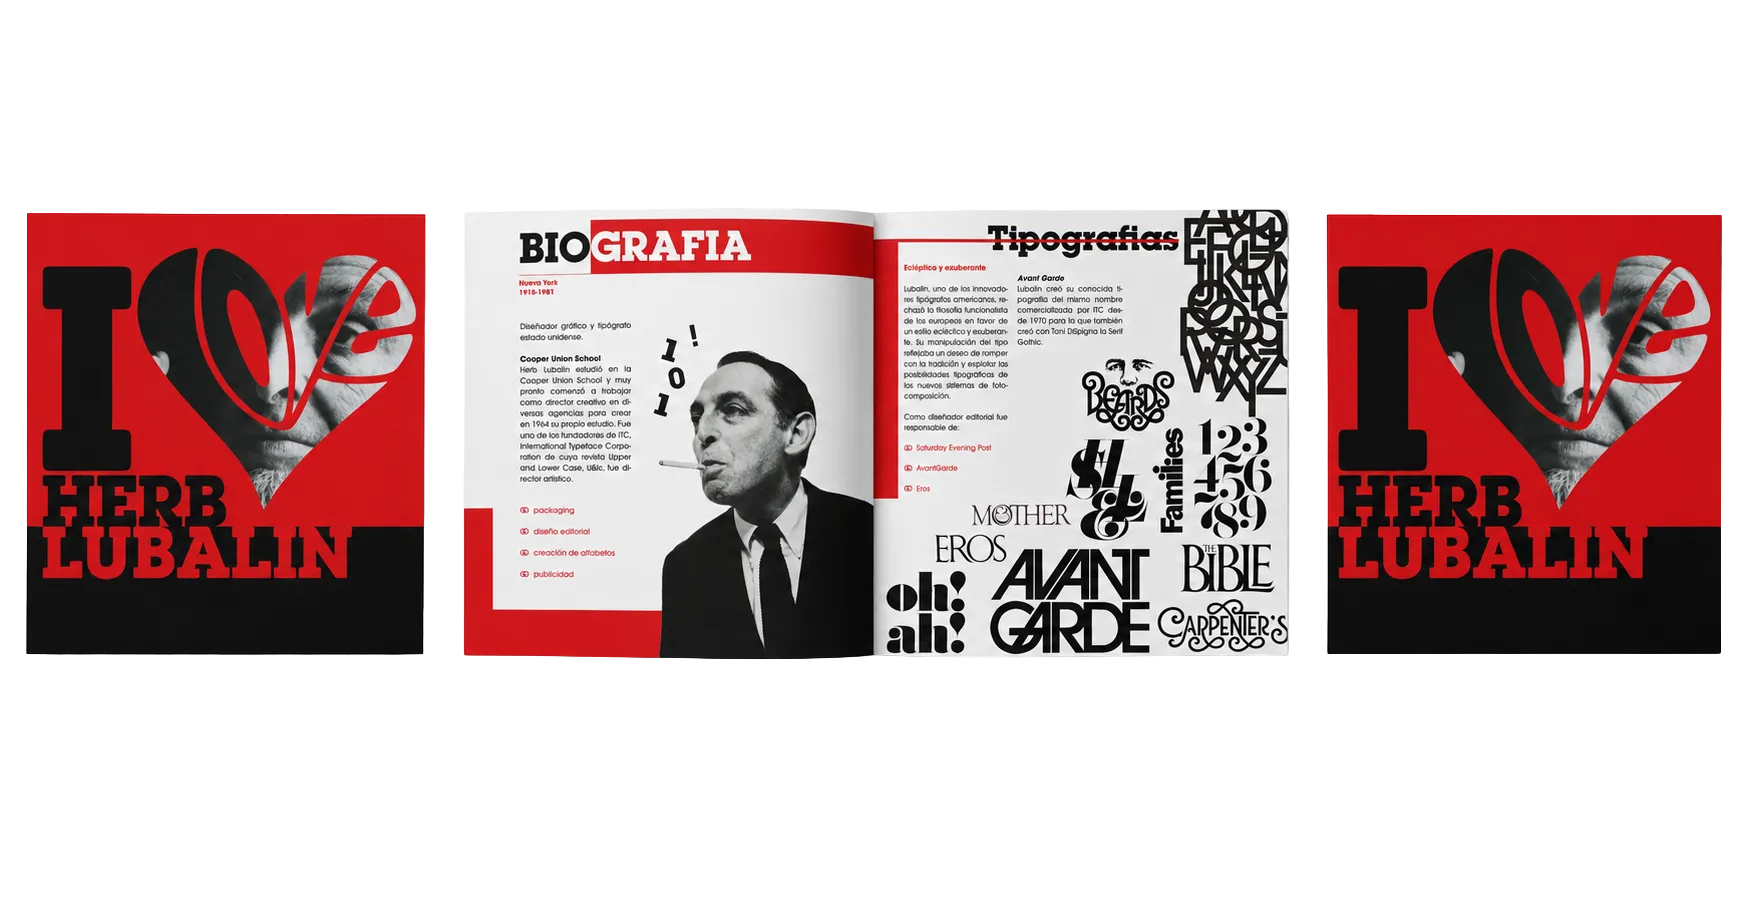 I Love
HERB
LUBALIN
BIOGRAFIA
Nueva York
1918-1981
Diseñador gráfico y tipógrafo
estado unidense.
Cooper Union School
Herb Lubalin estudió en la
Cooper Union School y muy
pronto comenzó a trabajar
como director creativo en di-
versas agencias para crear
en 1964 su propio estudio. Fue
uno de los fundadores de ITC,
International Typeface Corpo-
ration de cuya revista Upper
and Lower Case, U&lc, fue di-
rector artístico.
packaging
diseño editorial
creación de alfabetos
publicidad
!
1
0
1
Tipografias
Ecléptico y exuberante
Lubalin, uno de los innovado-
res tipógrafos americanos, re-
chazó la filosofía funcionalista
de los europeos en favor de
un estilo ecléctico y exuberan-
te. Su manipulación del tipo
reflejaba un deseo de romper
con la tradición y explotar las
posibilidades tipográficas de
los nuevos sistemas de foto-
composición.
Como diseñador editorial fue
responsable de:
Saturday Evening Post
AvantGarde
Eros
Avant Garde
Lubalin creó su conocida ti-
pografía del mismo nombre
comercializada por ITC des-
de 1970 para la que también
creó con Toni DiSpigna la Serif
Gothic.
BEARDS
Families
123
456
789
MOTHER
EROS
oh!
ah!
AVANT
GARDE
THE
BIBLE
CARPENTER'S
I Love
HERB
LUBALIN